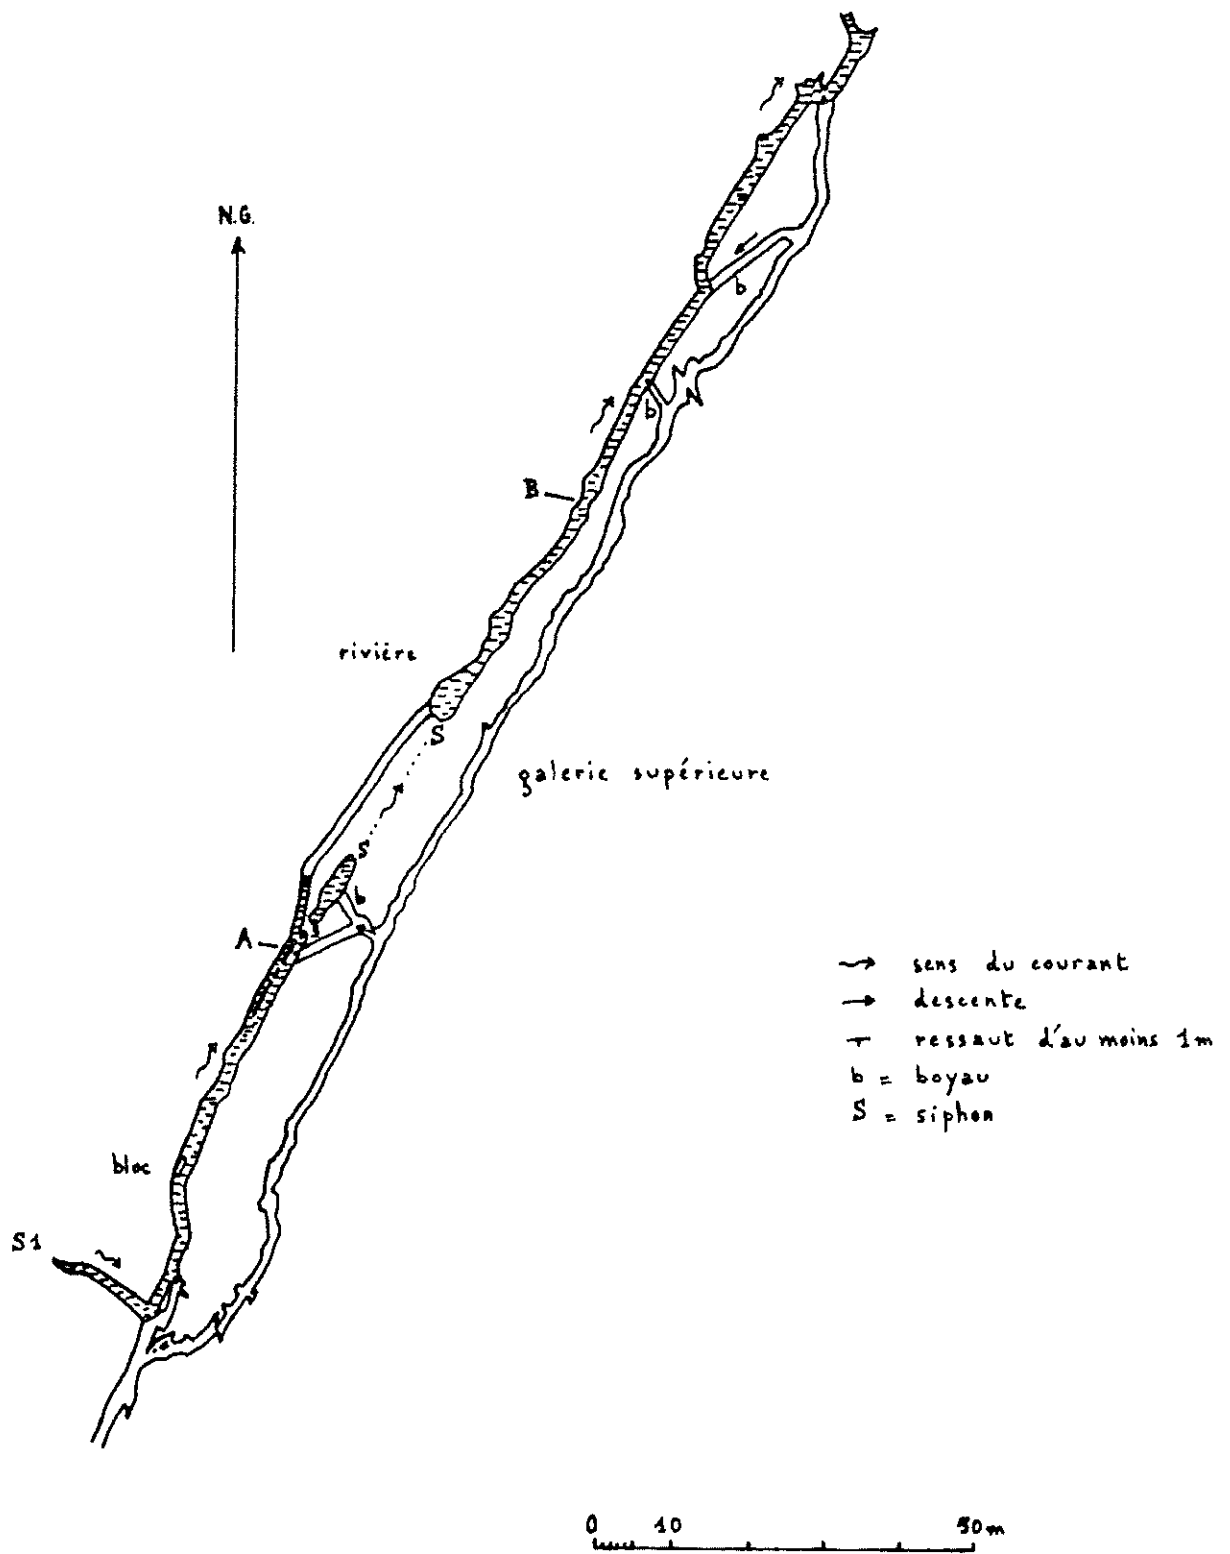 N.G.
b
b
B
rivière
S
galerie supérieure
S
b
A
sens du courant
descente
ressaut d'au moins 1m
b = boyau
S = siphon
bloc
S1
0 10 50m